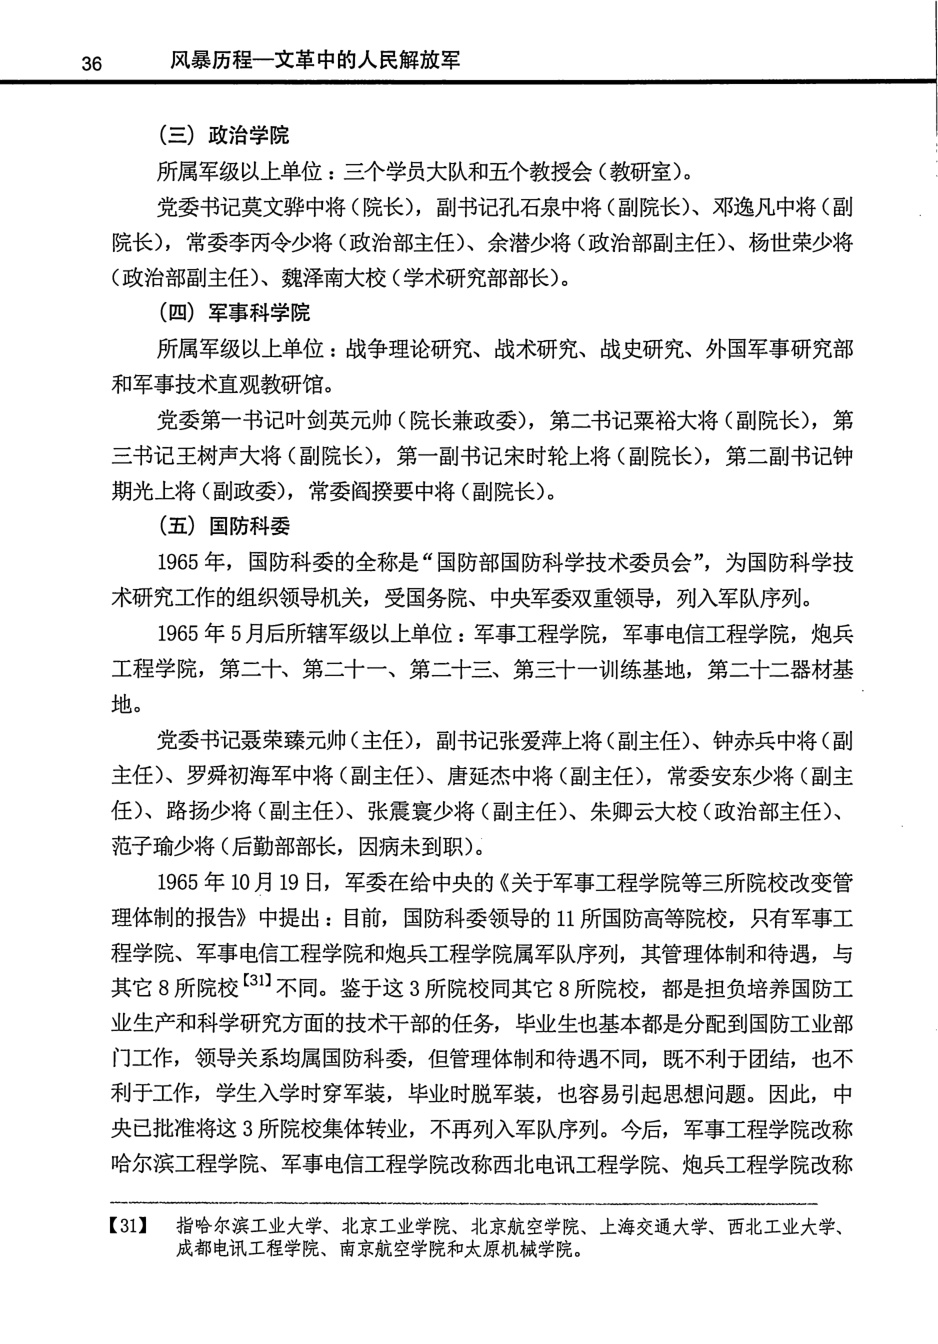 36 风暴历程—文革中的人民解放军
（三）政治学院
所属军级以上单位：三个学员大队和五个教授会（教研室）。
党委书记莫文骅中将（院长），副书记孔石泉中将（副院长）、邓逸凡中将（副
院长），常委李丙令少将（政治部主任）、余潜少将（政治部副主任）、杨世荣少将
（政治部副主任）、魏泽南大校（学术研究部部长）。
（四）军事科学院
所属军级以上单位：战争理论研究、战术研究、战史研究、外国军事研究部
和军事技术直观教研馆。
党委第一书记叶剑英元帅（院长兼政委），第二书记粟裕大将（副院长），第
三书记王树声大将（副院长），第一副书记宋时轮上将（副院长），第二副书记钟
期光上将（副政委），常委阎揆要中将（副院长）。
（五）国防科委
1965 年，国防科委的全称是“国防部国防科学技术委员会”，为国防科学技
术研究工作的组织领导机关，受国务院、中央军委双重领导，列入军队序列。
1965 年 5 月后所辖军级以上单位：军事工程学院，军事电信工程学院，炮兵
工程学院，第二十、第二十一、第二十三、第三十一训练基地，第二十二器材基
地。
党委书记聂荣臻元帅（主任），副书记张爱萍上将（副主任）、钟赤兵中将（副
主任）、罗舜初海军中将（副主任）、唐延杰中将（副主任），常委安东少将（副主
任）、路扬少将（副主任）、张震寰少将（副主任）、朱卿云大校（政治部主任）、
范子瑜少将（后勤部部长，因病未到职）。
1965 年 10 月 19 日，军委在给中央的《关于军事工程学院等三所院校改变管
理体制的报告》中提出：目前，国防科委领导的 11 所国防高等院校，只有军事工
程学院、军事电信工程学院和炮兵工程学院属军队序列，其管理体制和待遇，与
其它 8 所院校【31】不同。鉴于这 3 所院校同其它 8 所院校，都是担负培养国防工
业生产和科学研究方面的技术干部的任务，毕业生也基本都是分配到国防工业部
门工作，领导关系均属国防科委，但管理体制和待遇不同，既不利于团结，也不
利于工作，学生入学时穿军装，毕业时脱军装，也容易引起思想问题。因此，中
央已批准将这 3 所院校集体转业，不再列入军队序列。今后，军事工程学院改称
哈尔滨工程学院、军事电信工程学院改称西北电讯工程学院、炮兵工程学院改称
【31】 指哈尔滨工业大学、北京工业学院、北京航空学院、上海交通大学、西北工业大学、
成都电讯工程学院、南京航空学院和太原机械学院。